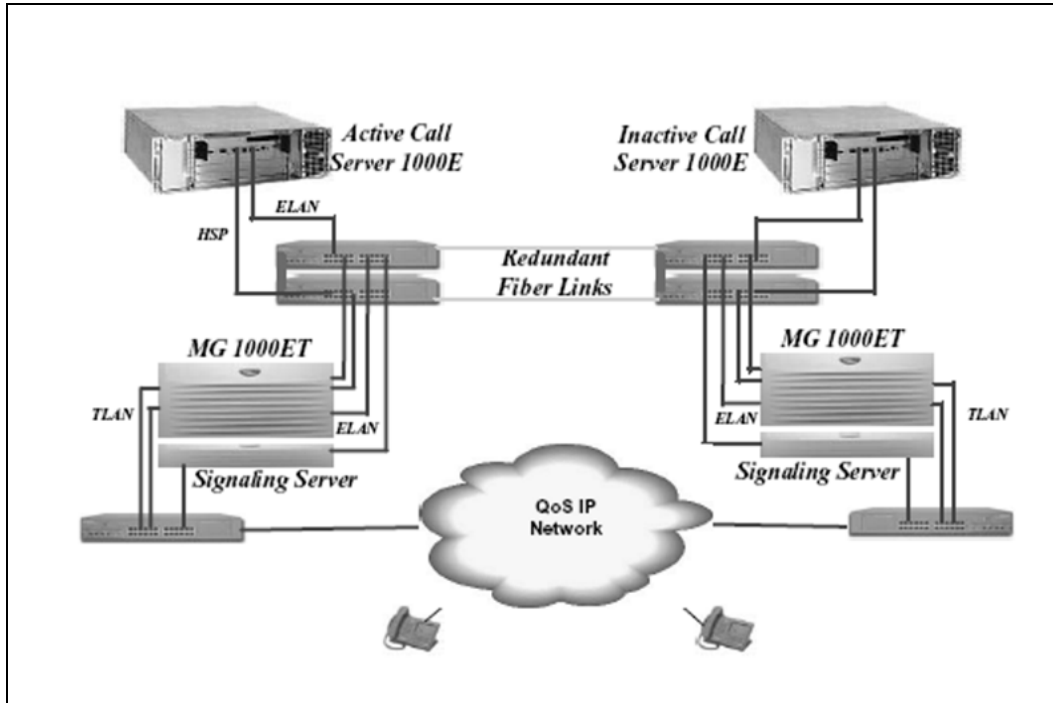 Active Call
Server 1000E
Inactive Call
Server 1000E
ELAN
HSP
Redundant
Fiber Links
MG 1000ET
MG 1000ET
TLAN
ELAN
ELAN
TLAN
Signaling Server
Signaling Server
QoS IP
Network